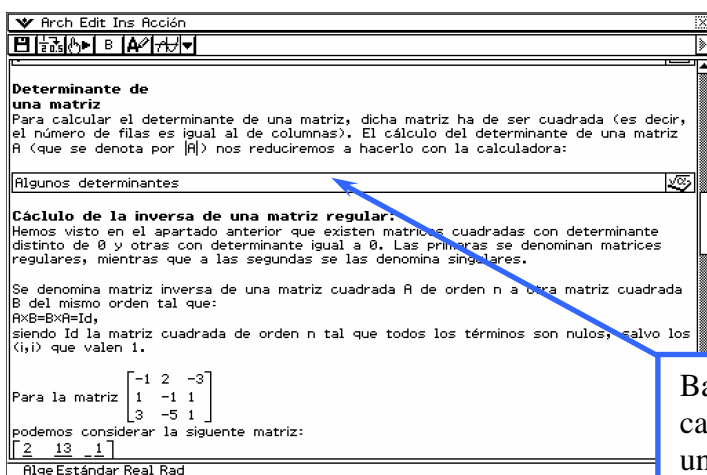 Arch Edit Ins Acción
B
Determinante de
una matriz
Para calcular el determinante de una matriz, dicha matriz ha de ser cuadrada (es decir,
el número de filas es igual al de columnas). El cálculo del determinante de una matriz
A (que se denota por |A|) nos reduciremos a hacerlo con la calculadora:
Algunos determinantes
Cáclulo de la inversa de una matriz regular:
Hemos visto en el apartado anterior que existen matrices cuadradas con determinante
distinto de 0 y otras con determinante igual a 0. Las primeras se denominan matrices
regulares, mientras que a las segundas se las denomina singulares.
Se denomina matriz inversa de una matriz cuadrada A de orden n a otra matriz cuadrada
B del mismo orden tal que:
A×B=B×A=Id,
siendo Id la matriz cuadrada de orden n tal que todos los términos son nulos, salvo los
(i,i) que valen 1.
-1 2 -3
Para la matriz 1 -1 1
3 -5 1
podemos considerar la siguente matriz:
2 13 1
Alge Estándar Real Rad
Ba
ca
un